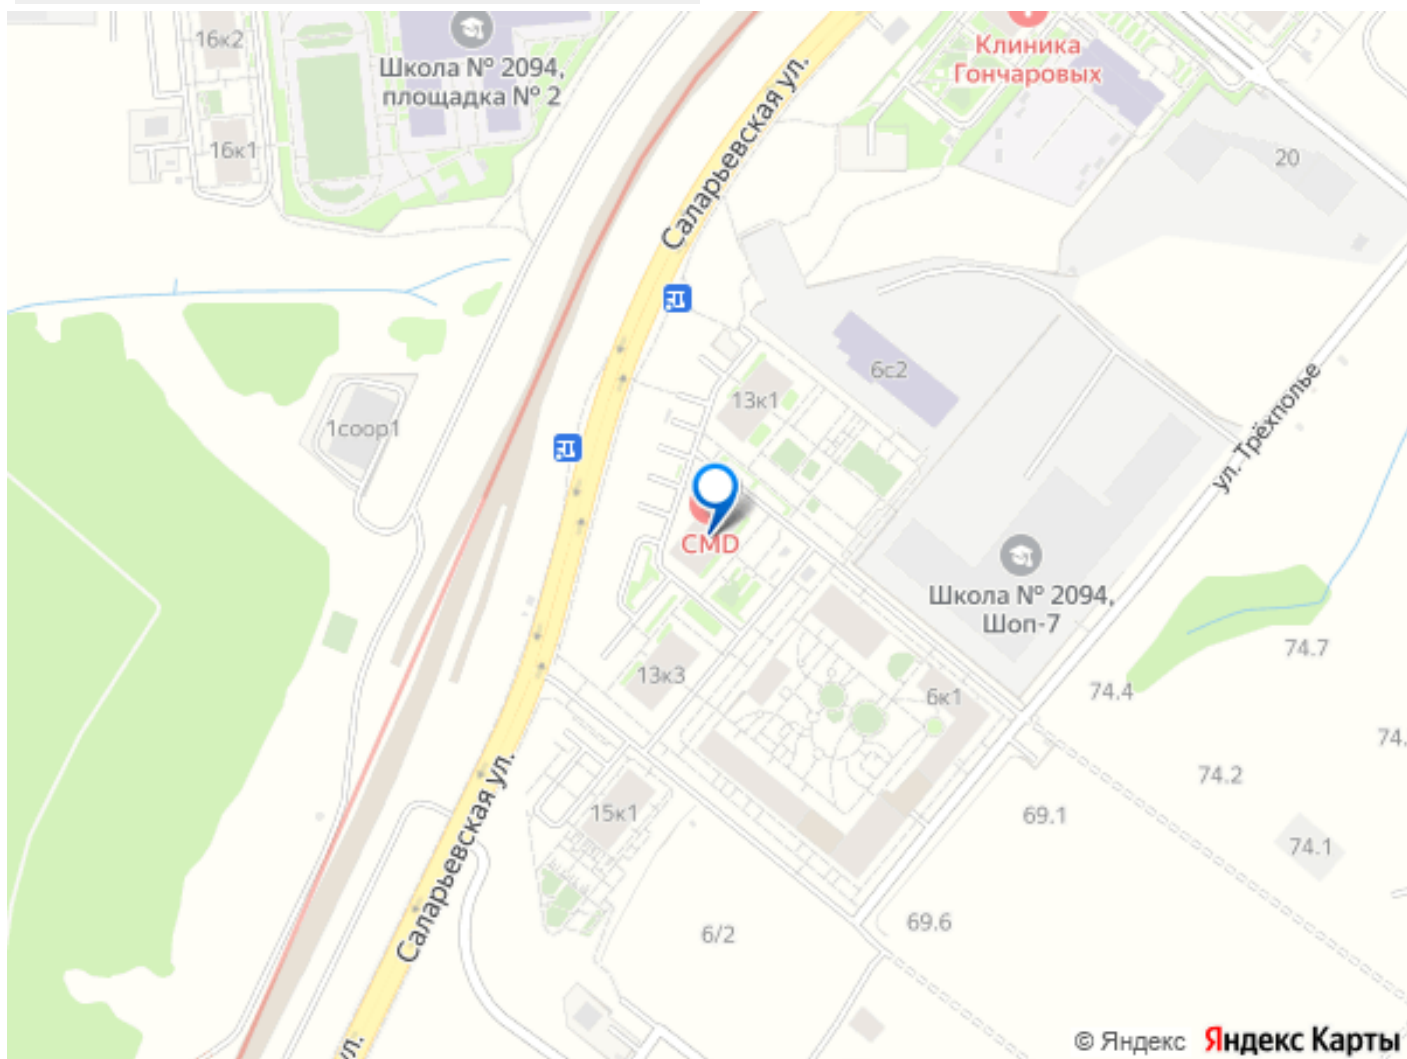 16к2
Школа № 2094,
площадка № 2
16к1
Саларьевская ул.
Клиника
Гончаровых
20
6с2
13к1
1соор1
ул. Трёхполье
CMD
Школа № 2094,
Шоп-7
74.7
74.4
13к3
6к1
74.
74.2
Саларьевская ул.
15к1
69.1
74.1
69.6
6/2
ул.
© Яндекс Яндекс Карты